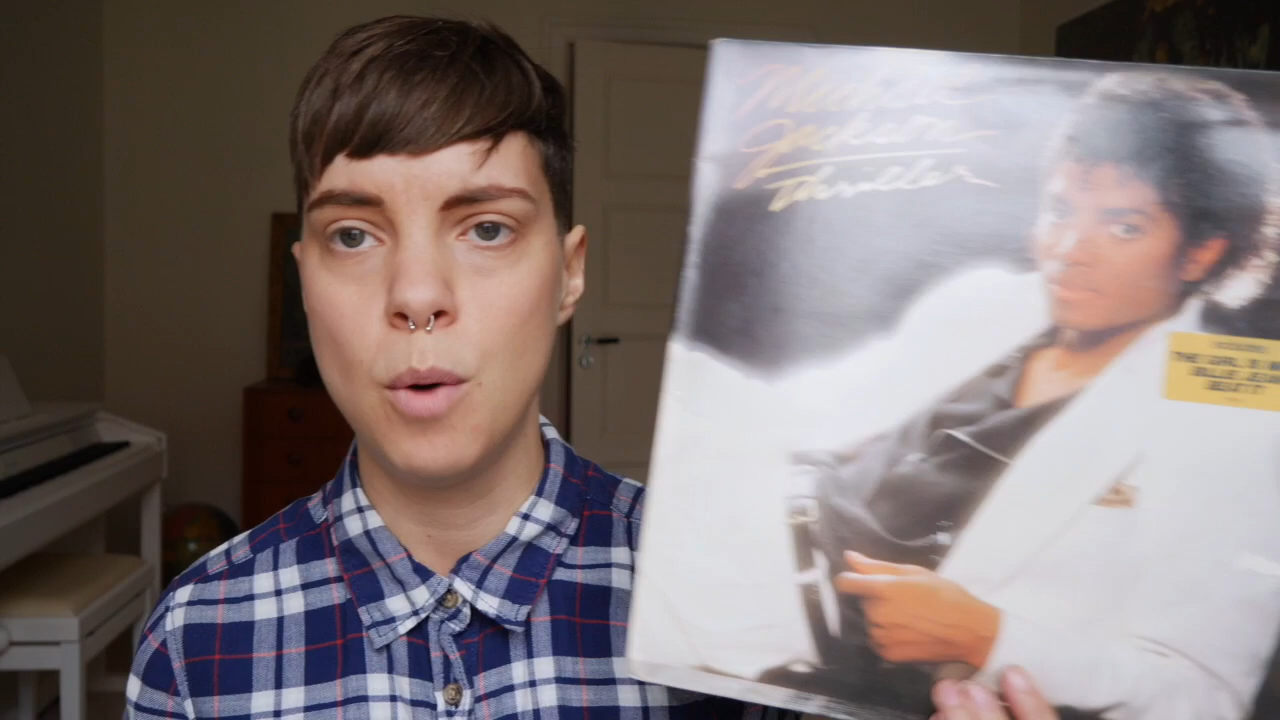 Michael
Jackson
Thriller
THE GIRL IS
BILLIE JEAN
BEAT IT